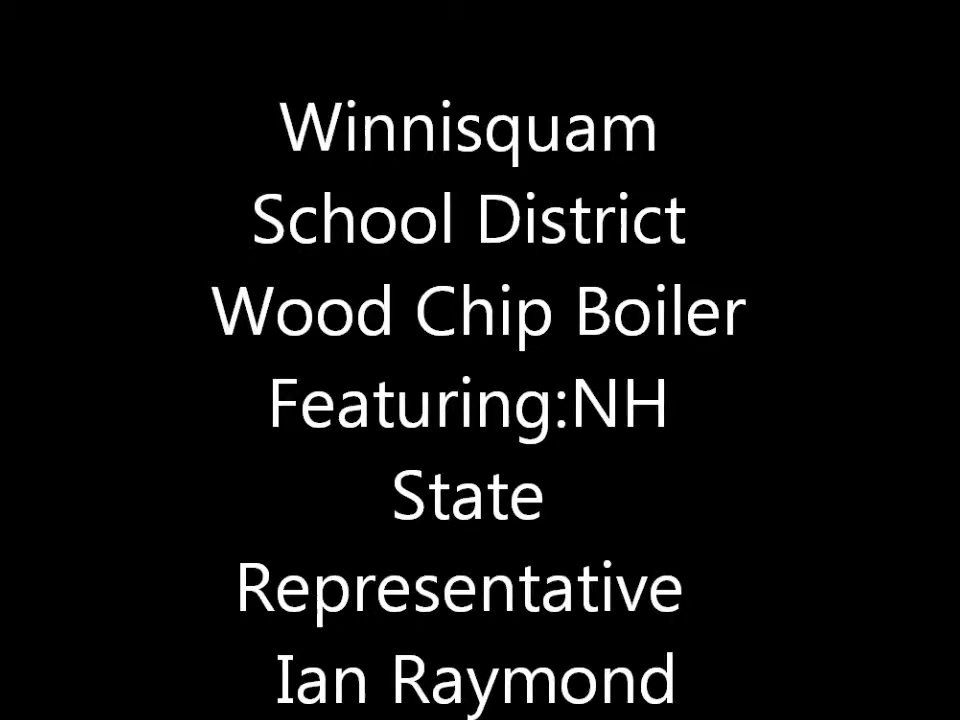 Winnisquam
School District
Wood Chip Boiler
Featuring:NH
State
Representative
Ian Raymond